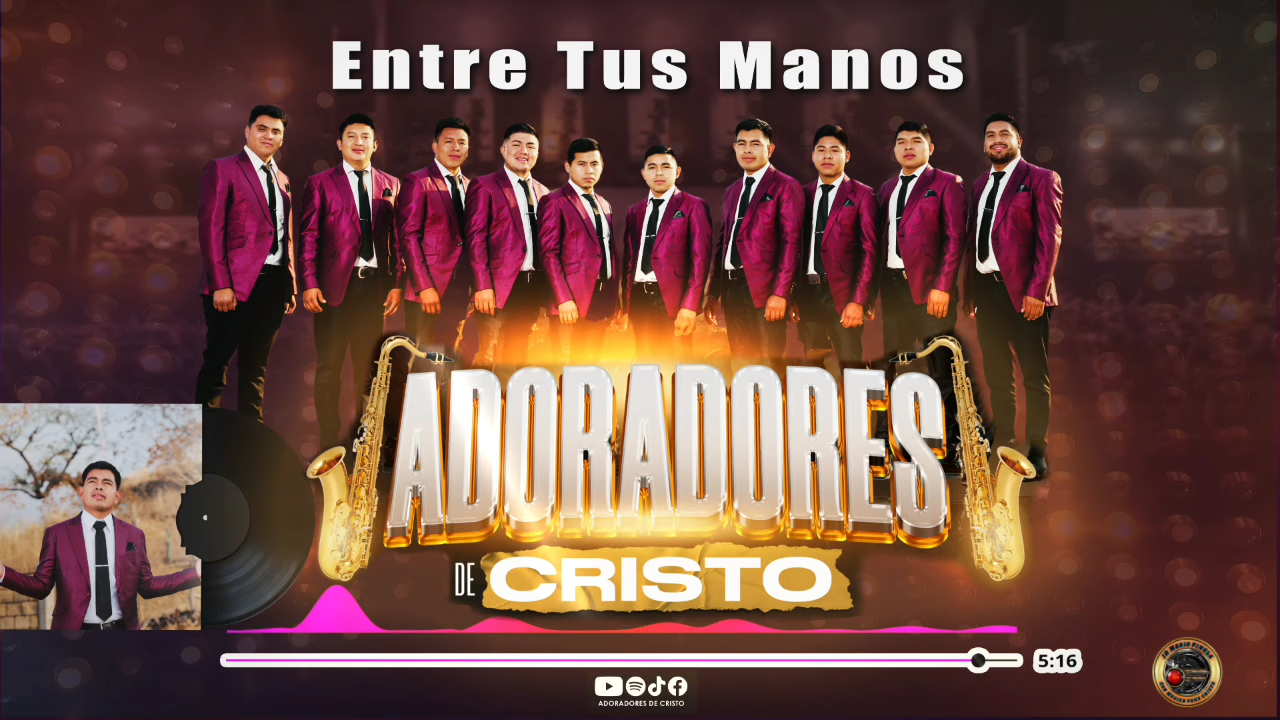 Entre Tus Manos
ADORADORES
DE CRISTO
5:16
ADORADORES DE CRISTO